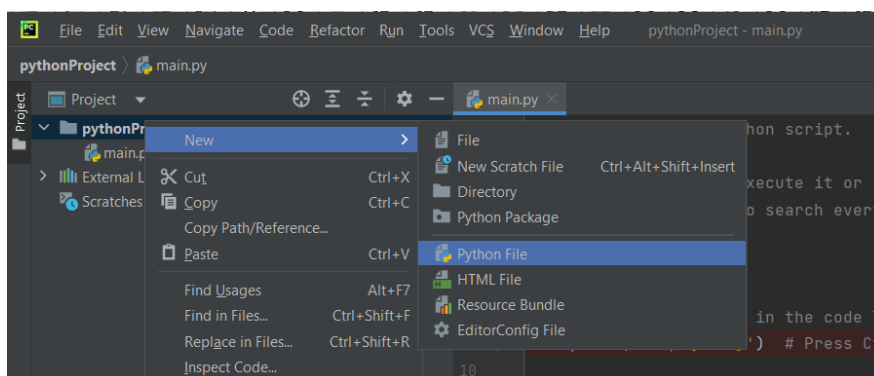 PC File Edit View Navigate Code Refactor Run Tools VCS Window Help pythonProject - main.py
pythonProject main.py
Project
Project main.py
pythonPr
main.p
External L
Scratches
New
Cut Ctrl+X
Copy Ctrl+C
Copy Path/Reference...
Paste Ctrl+V
Find Usages Alt+F7
Find in Files... Ctrl+Shift+F
Replace in Files... Ctrl+Shift+R
Inspect Code...
File
New Scratch File Ctrl+Alt+Shift+Insert
Directory
Python Package
Python File
HTML File
Resource Bundle
EditorConfig File
hon script.
xecute it or
o search ever
in the code
') # Press C
10